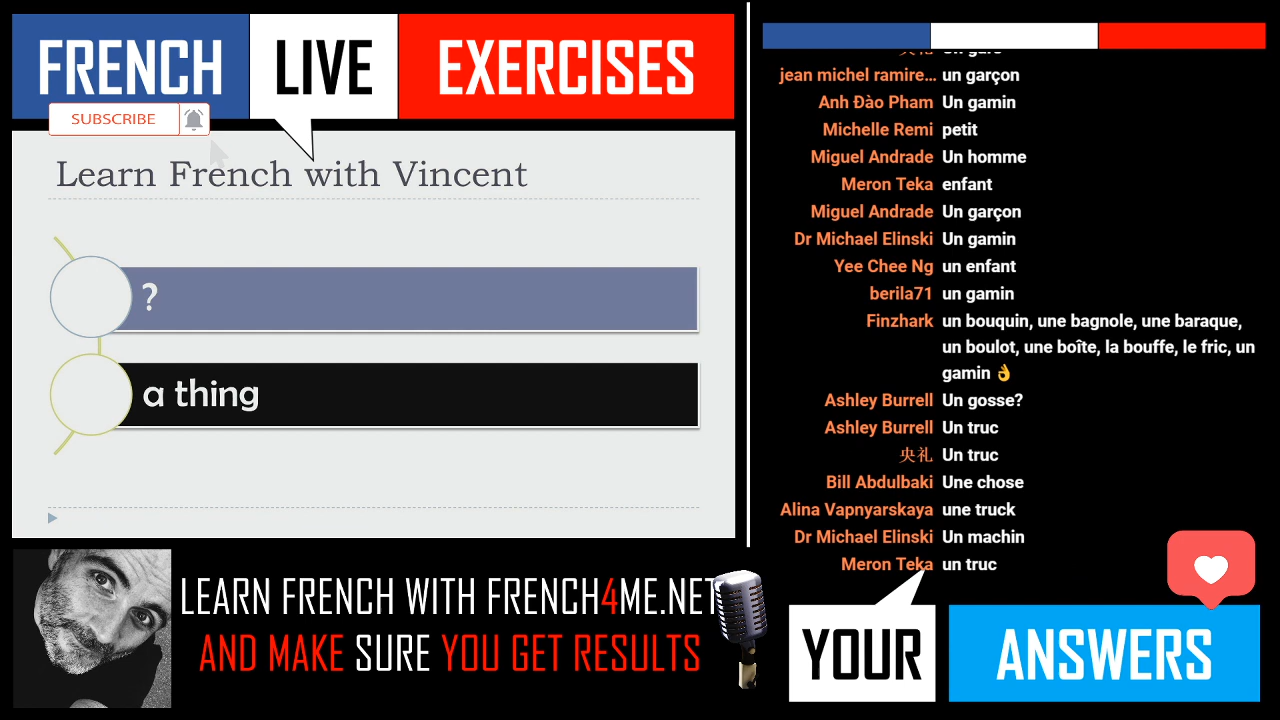 FRENCH LIVE EXERCISES
SUBSCRIBE
Learn French with Vincent
?
a thing
LEARN FRENCH WITH FRENCH4ME.NET
AND MAKE SURE YOU GET RESULTS
jean michel ramire... un garçon
Anh Đào Pham Un gamin
Michelle Remi petit
Miguel Andrade Un homme
Meron Teka enfant
Miguel Andrade Un garçon
Dr Michael Elinski Un gamin
Yee Chee Ng un enfant
berila71 un gamin
Finzhark un bouquin, une bagnole, une baraque,
un boulot, une boîte, la bouffe, le fric, un
gamin 👌
Ashley Burrell Un gosse?
Ashley Burrell Un truc
央礼 Un truc
Bill Abdulbaki Une chose
Alina Vapnyarskaya une truck
Dr Michael Elinski Un machin
Meron Teka un truc
YOUR ANSWERS